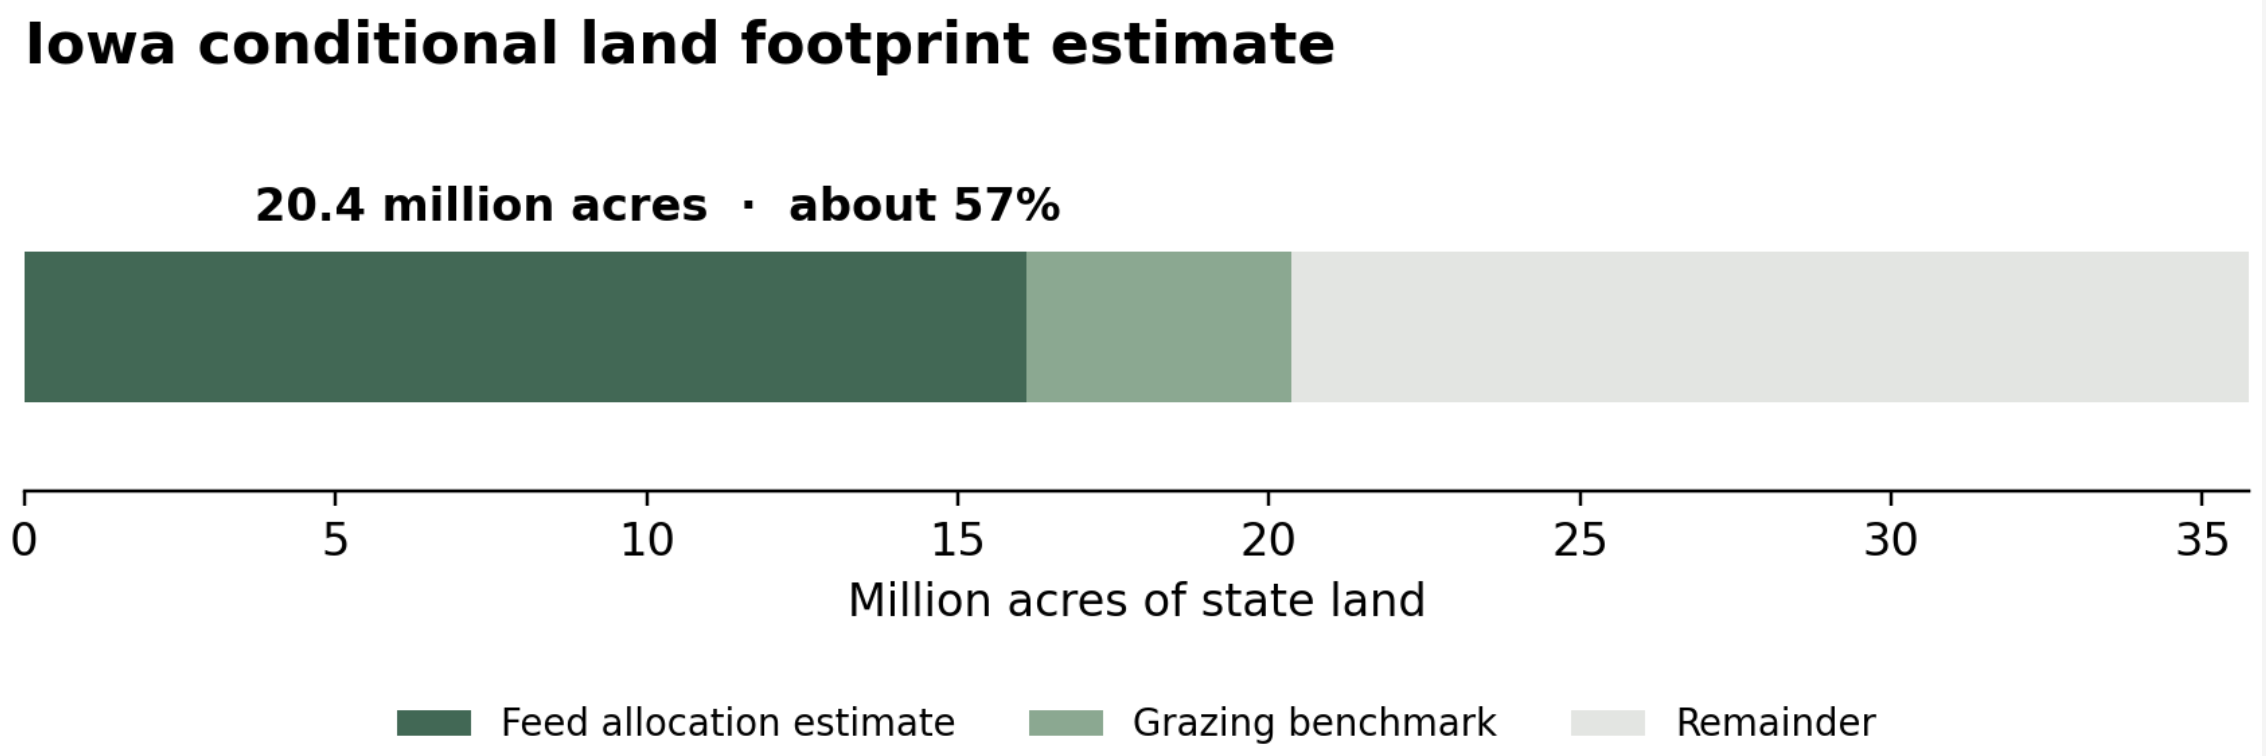 Iowa conditional land footprint estimate
20.4 million acres · about 57%
0 5 10 15 20 25 30 35
Million acres of state land
Feed allocation estimate Grazing benchmark Remainder